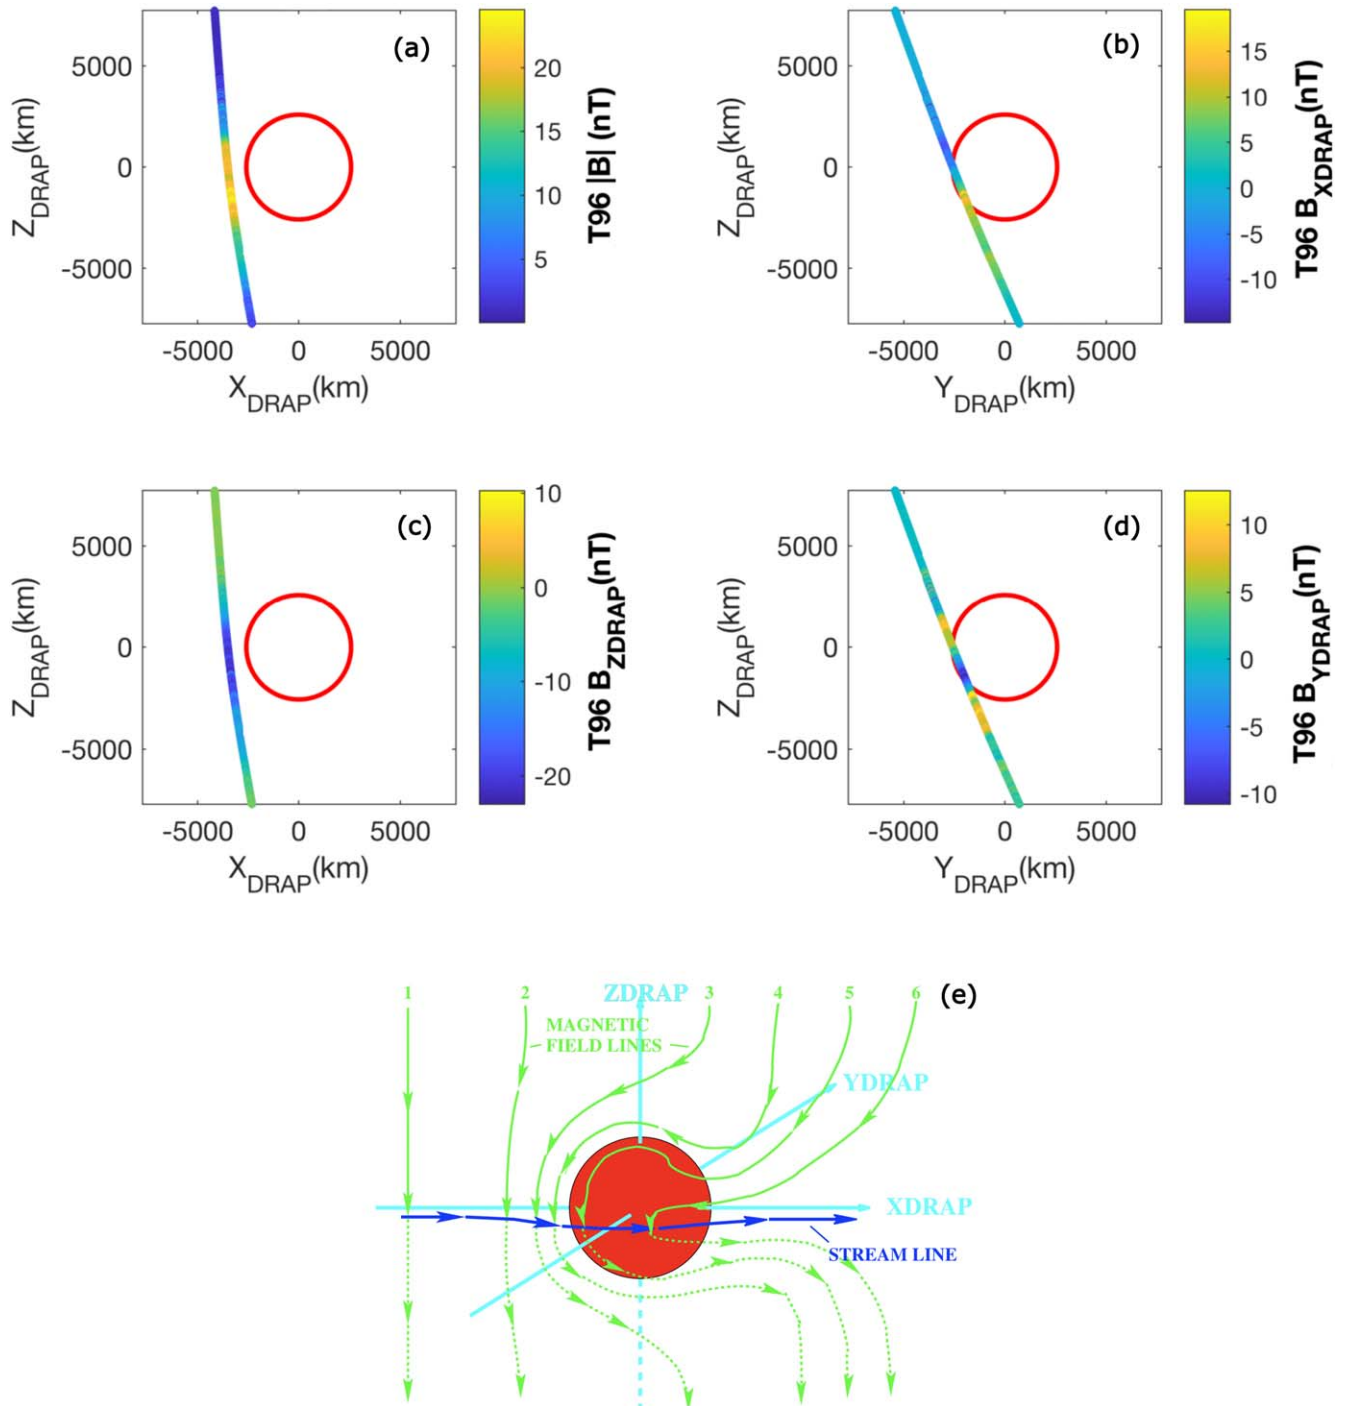 (a)
5000
0
-5000
Z_DRAP(km)
-5000 0 5000
X_DRAP(km)
20
15
10
5
T96 |B| (nT)
(b)
5000
0
-5000
Z_DRAP(km)
-5000 0 5000
Y_DRAP(km)
15
10
5
0
-5
-10
T96 B_XDRAP(nT)
(c)
5000
0
-5000
Z_DRAP(km)
-5000 0 5000
X_DRAP(km)
10
0
-10
-20
T96 B_ZDRAP(nT)
(d)
5000
0
-5000
Z_DRAP(km)
-5000 0 5000
Y_DRAP(km)
10
5
0
-5
-10
T96 B_YDRAP(nT)
(e)
1 2 ZDRAP 3 4 5 6
MAGNETIC
FIELD LINES
YDRAP
XDRAP
STREAM LINE